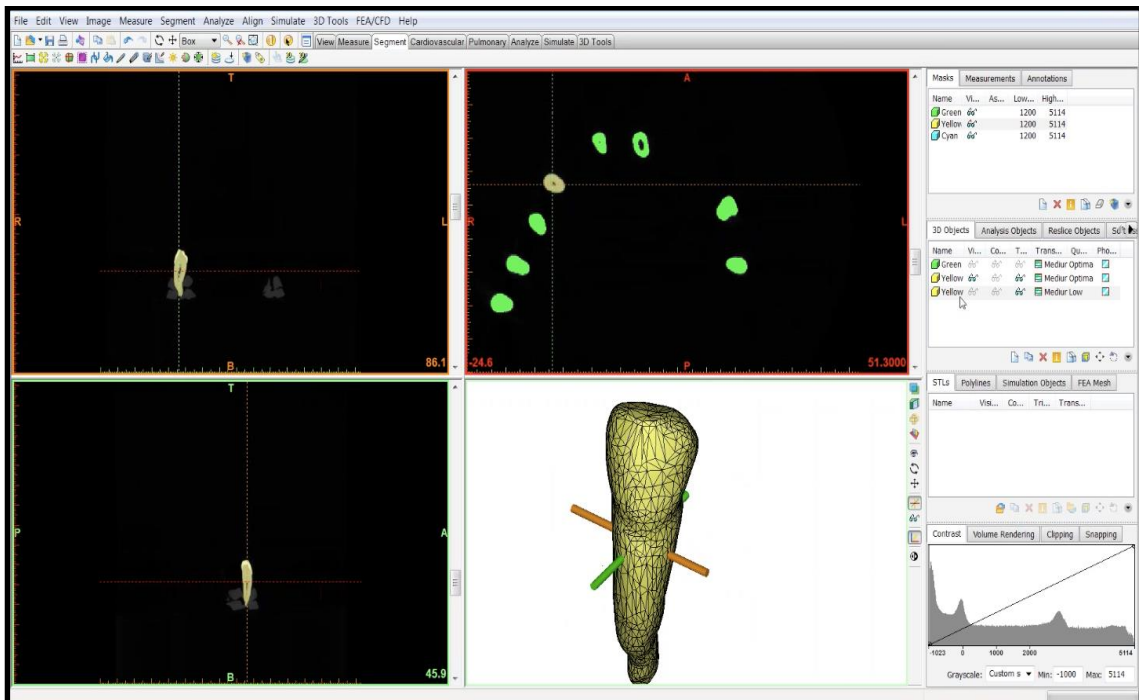 File Edit View Image Measure Segment Analyze Align Simulate 3D Tools FEA/CFD Help
Box View Measure Segment Cardiovascular Pulmonary Analyze Simulate 3D Tools
T
R
L
B
86.1
A
R
L
-24.6
P
51.3000
T
P
A
B
45.9
Masks Measurements Annotations
Name Vi... As... Low... High...
Green 1200 5114
Yellow 1200 5114
Cyan 1200 5114
3D Objects Analysis Objects Reslice Objects
Name Vi... Co... T... Trans... Qu... Pho...
Green Mediur Optima
Yellow Mediur Optima
Yellow Mediur Low
STLs Polylines Simulation Objects FEA Mesh
Name Visi... Co... Tri... Trans...
Contrast Volume Rendering Clipping Snapping
-1023 0 1000 2000 5114
Grayscale: Custom s Min: -1000 Max: 5114